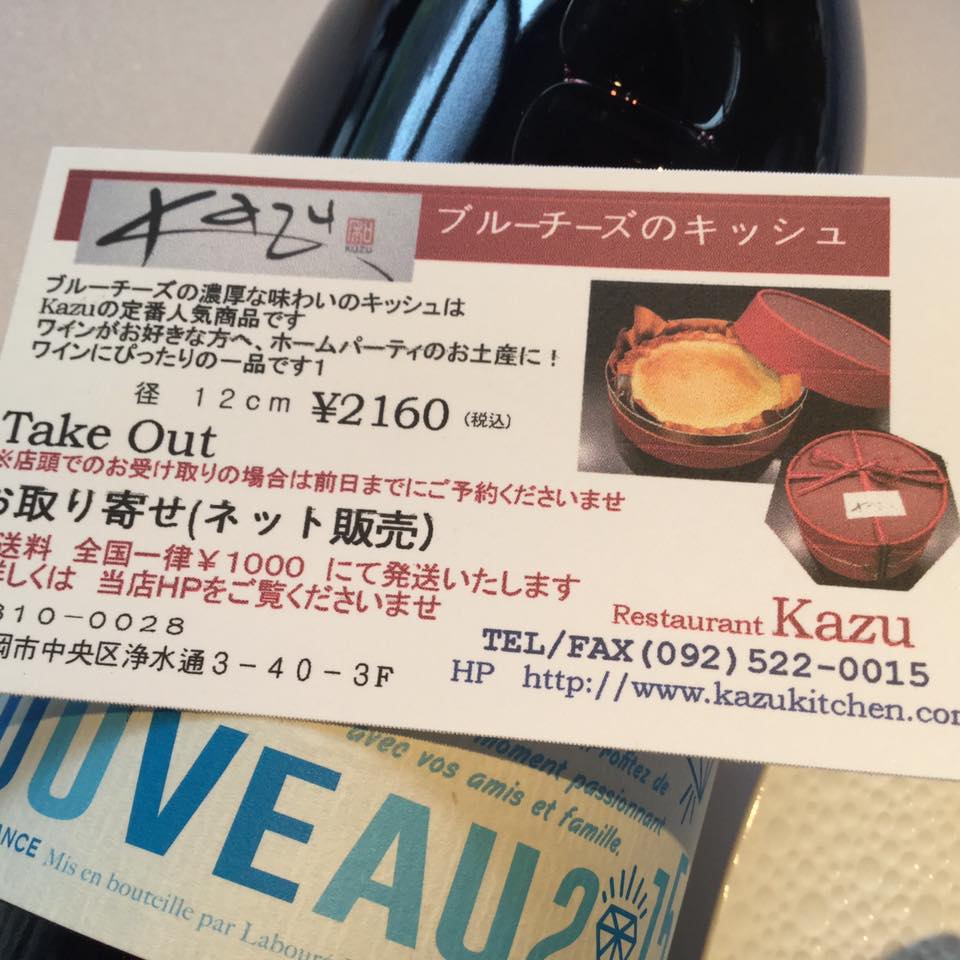 Kazu
KAZU
ブルーチーズのキッシュ
ブルーチーズの濃厚な味わいのキッシュは
Kazuの定番人気商品です
ワインがお好きな方へ、ホームパーティのお土産に！
ワインにぴったりの一品です1
径 12cm ¥2160 (税込)
Take Out
※店頭でのお受け取りの場合は前日までにご予約くださいませ
お取り寄せ(ネット販売)
送料 全国一律¥1000 にて発送いたします
詳しくは 当店HPをご覧くださいませ
810-0028
岡市中央区浄水通3-40-3F
Restaurant Kazu
TEL/FAX(092)522-0015
HP http://www.kazukitchen.com
OUVEAU2015
Profitez de
moment passionnant
avec vos amis et famille.
ANCE Mis en bouteille par Labouré